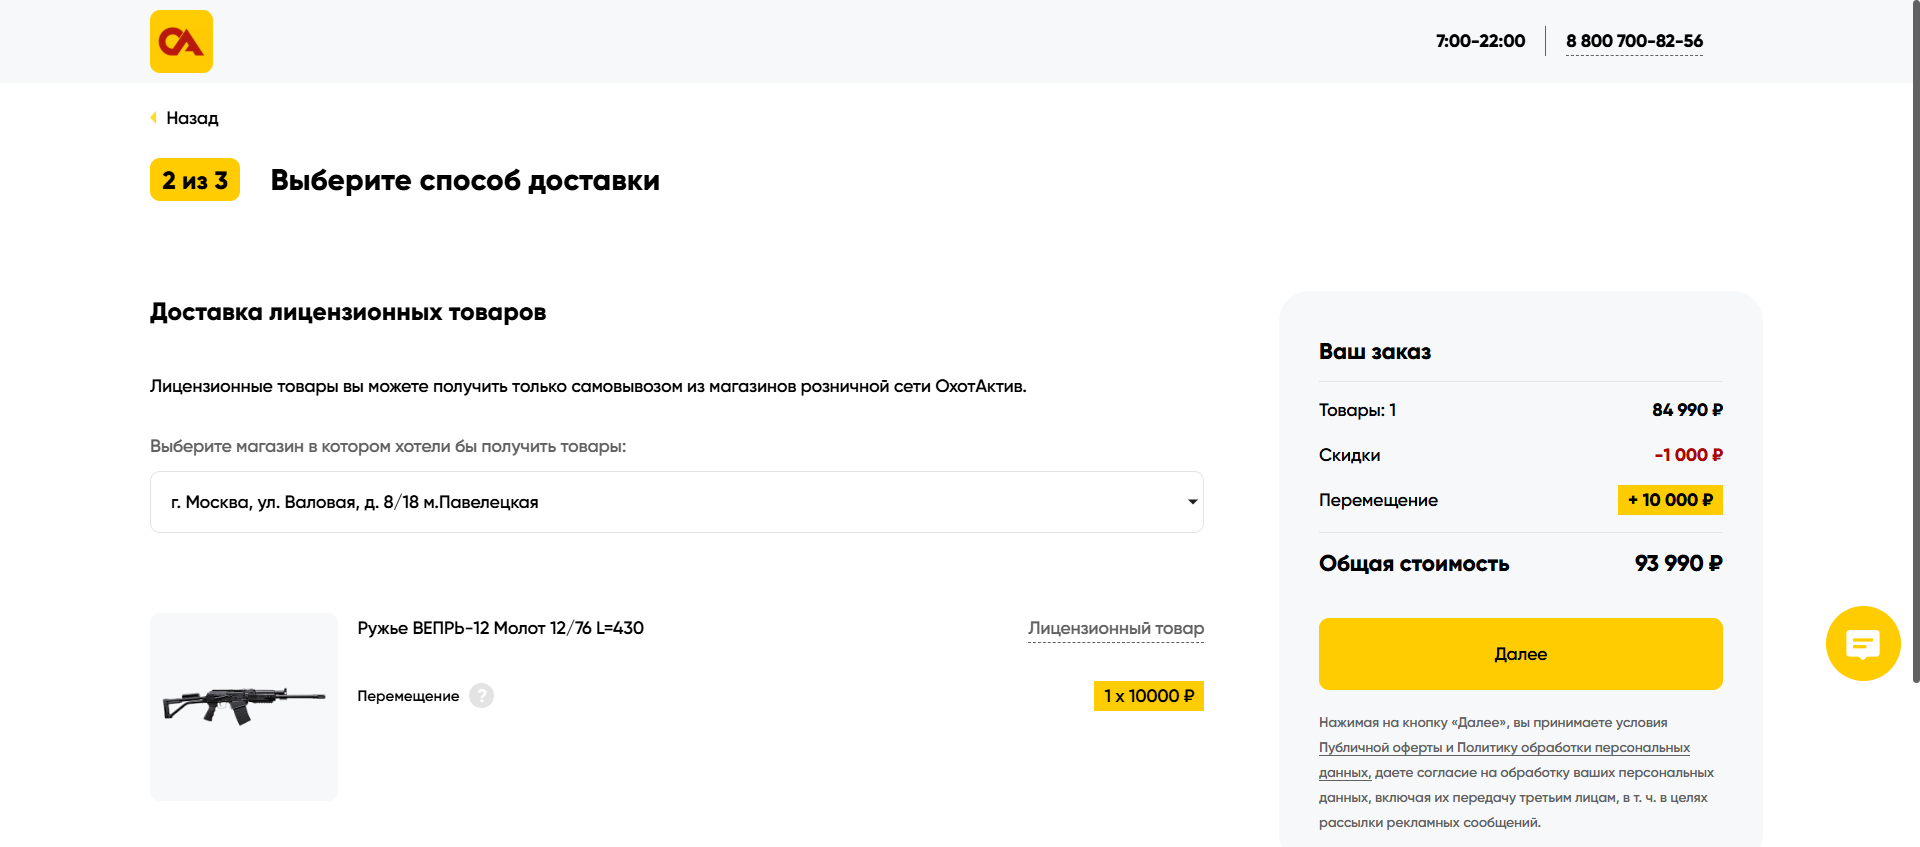 СА
7:00-22:00
8 800 700-82-56
Назад
2 из 3
Выберите способ доставки
Доставка лицензионных товаров
Лицензионные товары вы можете получить только самовывозом из магазинов розничной сети ОхотАктив.
Выберите магазин в котором хотели бы получить товары:
г. Москва, ул. Валовая, д. 8/18 м.Павелецкая
Ружье ВЕПРЬ-12 Молот 12/76 L=430
Лицензионный товар
Перемещение ?
1 x 10000 ₽
Ваш заказ
Товары: 1 84 990 ₽
Скидки -1 000 ₽
Перемещение + 10 000 ₽
Общая стоимость 93 990 ₽
Далее
Нажимая на кнопку «Далее», вы принимаете условия
Публичной оферты и Политику обработки персональных
данных, даете согласие на обработку ваших персональных
данных, включая их передачу третьим лицам, в т. ч. в целях
рассылки рекламных сообщений.